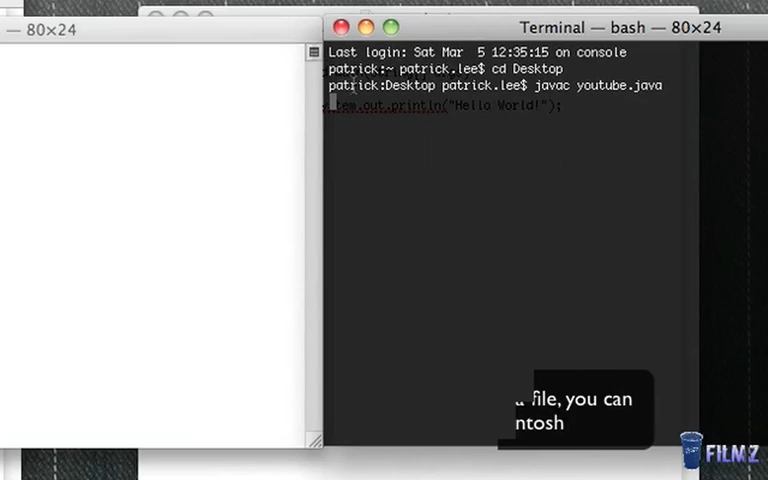 — 80×24
Terminal — bash — 80×24
Last login: Sat Mar  5 12:35:15 on console
patrick:~ patrick.lee$ cd Desktop
patrick:Desktop patrick.lee$ javac youtube.java
tem.out.println("Hello World!");
file, you can
ntosh
FILMZ